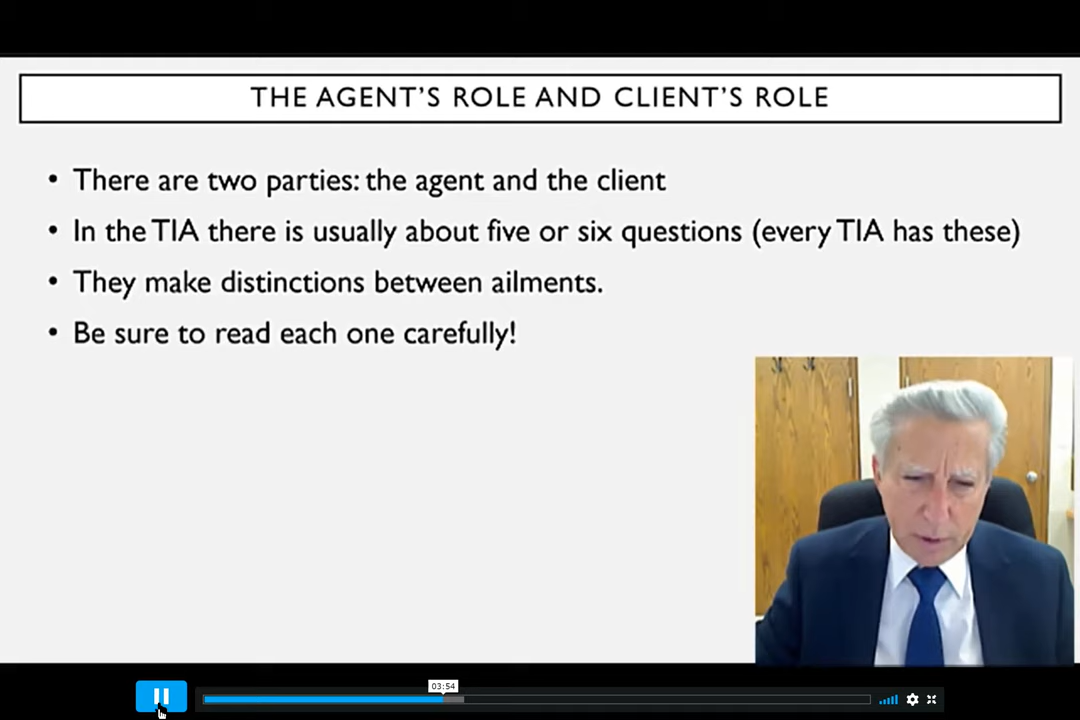 THE AGENT'S ROLE AND CLIENT'S ROLE
• There are two parties: the agent and the client
• In the TIA there is usually about five or six questions (every TIA has these)
• They make distinctions between ailments.
• Be sure to read each one carefully!
03:54